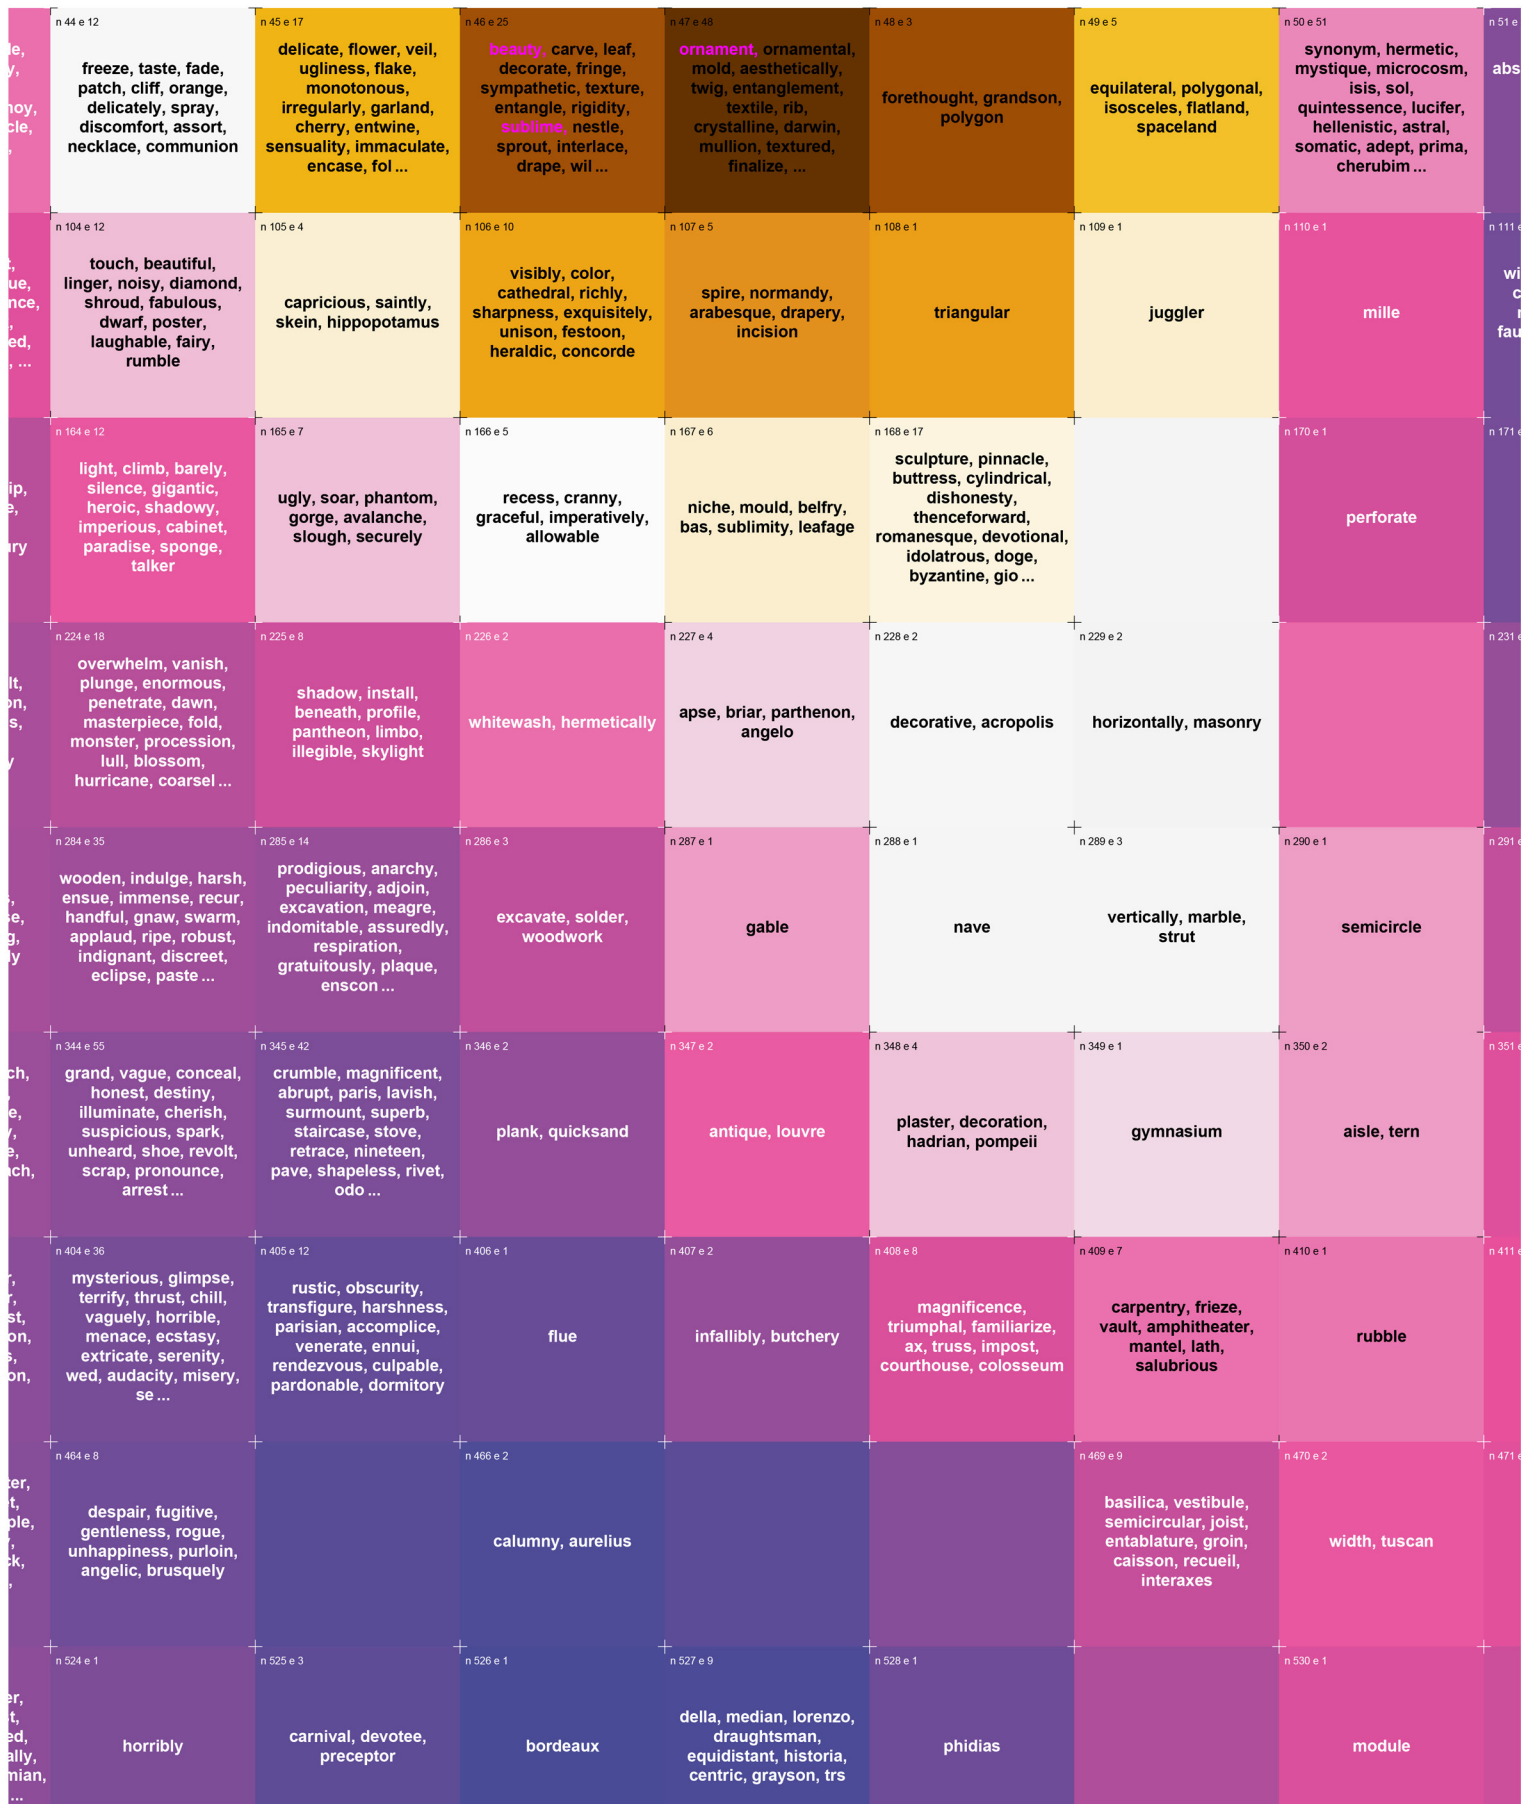 n 44 e 12
freeze, taste, fade,
patch, cliff, orange,
delicately, spray,
discomfort, assort,
necklace, communion
n 45 e 17
delicate, flower, veil,
ugliness, flake,
monotonous,
irregularly, garland,
cherry, entwine,
sensuality, immaculate,
encase, fol ...
n 46 e 25
beauty, carve, leaf,
decorate, fringe,
sympathetic, texture,
entangle, rigidity,
sublime, nestle,
sprout, interlace,
drape, wil ...
n 47 e 48
ornament, ornamental,
mold, aesthetically,
twig, entanglement,
textile, rib,
crystalline, darwin,
mullion, textured,
finalize, ...
n 48 e 3
forethought, grandson,
polygon
n 49 e 5
equilateral, polygonal,
isosceles, flatland,
spaceland
n 50 e 51
synonym, hermetic,
mystique, microcosm,
isis, sol,
quintessence, lucifer,
hellenistic, astral,
somatic, adept, prima,
cherubim ...
n 51 e
abs
n 104 e 12
touch, beautiful,
linger, noisy, diamond,
shroud, fabulous,
dwarf, poster,
laughable, fairy,
rumble
n 105 e 4
capricious, saintly,
skein, hippopotamus
n 106 e 10
visibly, color,
cathedral, richly,
sharpness, exquisitely,
unison, festoon,
heraldic, concorde
n 107 e 5
spire, normandy,
arabesque, drapery,
incision
n 108 e 1
triangular
n 109 e 1
juggler
n 110 e 1
mille
n 111 e
wi
fau
n 164 e 12
light, climb, barely,
silence, gigantic,
heroic, shadowy,
imperious, cabinet,
paradise, sponge,
talker
n 165 e 7
ugly, soar, phantom,
gorge, avalanche,
slough, securely
n 166 e 5
recess, cranny,
graceful, imperatively,
allowable
n 167 e 6
niche, mould, belfry,
bas, sublimity, leafage
n 168 e 17
sculpture, pinnacle,
buttress, cylindrical,
dishonesty,
thenceforward,
romanesque, devotional,
idolatrous, doge,
byzantine, gio ...
n 170 e 1
perforate
n 171 e
n 224 e 18
overwhelm, vanish,
plunge, enormous,
penetrate, dawn,
masterpiece, fold,
monster, procession,
lull, blossom,
hurricane, coarsel ...
n 225 e 8
shadow, install,
beneath, profile,
pantheon, limbo,
illegible, skylight
n 226 e 2
whitewash, hermetically
n 227 e 4
apse, briar, parthenon,
angelo
n 228 e 2
decorative, acropolis
n 229 e 2
horizontally, masonry
n 231 e
n 284 e 35
wooden, indulge, harsh,
ensue, immense, recur,
handful, gnaw, swarm,
applaud, ripe, robust,
indignant, discreet,
eclipse, paste ...
n 285 e 14
prodigious, anarchy,
peculiarity, adjoin,
excavation, meagre,
indomitable, assuredly,
respiration,
gratuitously, plaque,
enscon ...
n 286 e 3
excavate, solder,
woodwork
n 287 e 1
gable
n 288 e 1
nave
n 289 e 3
vertically, marble,
strut
n 290 e 1
semicircle
n 291 e
n 344 e 55
grand, vague, conceal,
honest, destiny,
illuminate, cherish,
suspicious, spark,
unheard, shoe, revolt,
scrap, pronounce,
arrest ...
n 345 e 42
crumble, magnificent,
abrupt, paris, lavish,
surmount, superb,
staircase, stove,
retrace, nineteen,
pave, shapeless, rivet,
odo ...
n 346 e 2
plank, quicksand
n 347 e 2
antique, louvre
n 348 e 4
plaster, decoration,
hadrian, pompeii
n 349 e 1
gymnasium
n 350 e 2
aisle, tern
n 351 e
n 404 e 36
mysterious, glimpse,
terrify, thrust, chill,
vaguely, horrible,
menace, ecstasy,
extricate, serenity,
wed, audacity, misery,
se ...
n 405 e 12
rustic, obscurity,
transfigure, harshness,
parisian, accomplice,
venerate, ennui,
rendezvous, culpable,
pardonable, dormitory
n 406 e 1
flue
n 407 e 2
infallibly, butchery
n 408 e 8
magnificence,
triumphal, familiarize,
ax, truss, impost,
courthouse, colosseum
n 409 e 7
carpentry, frieze,
vault, amphitheater,
mantel, lath,
salubrious
n 410 e 1
rubble
n 411 e
n 464 e 8
despair, fugitive,
gentleness, rogue,
unhappiness, purloin,
angelic, brusquely
n 466 e 2
calumny, aurelius
n 469 e 9
basilica, vestibule,
semicircular, joist,
entablature, groin,
caisson, recueil,
interaxes
n 470 e 2
width, tuscan
n 471 e
n 524 e 1
horribly
n 525 e 3
carnival, devotee,
preceptor
n 526 e 1
bordeaux
n 527 e 9
della, median, lorenzo,
draughtsman,
equidistant, historia,
centric, grayson, trs
n 528 e 1
phidias
n 530 e 1
module